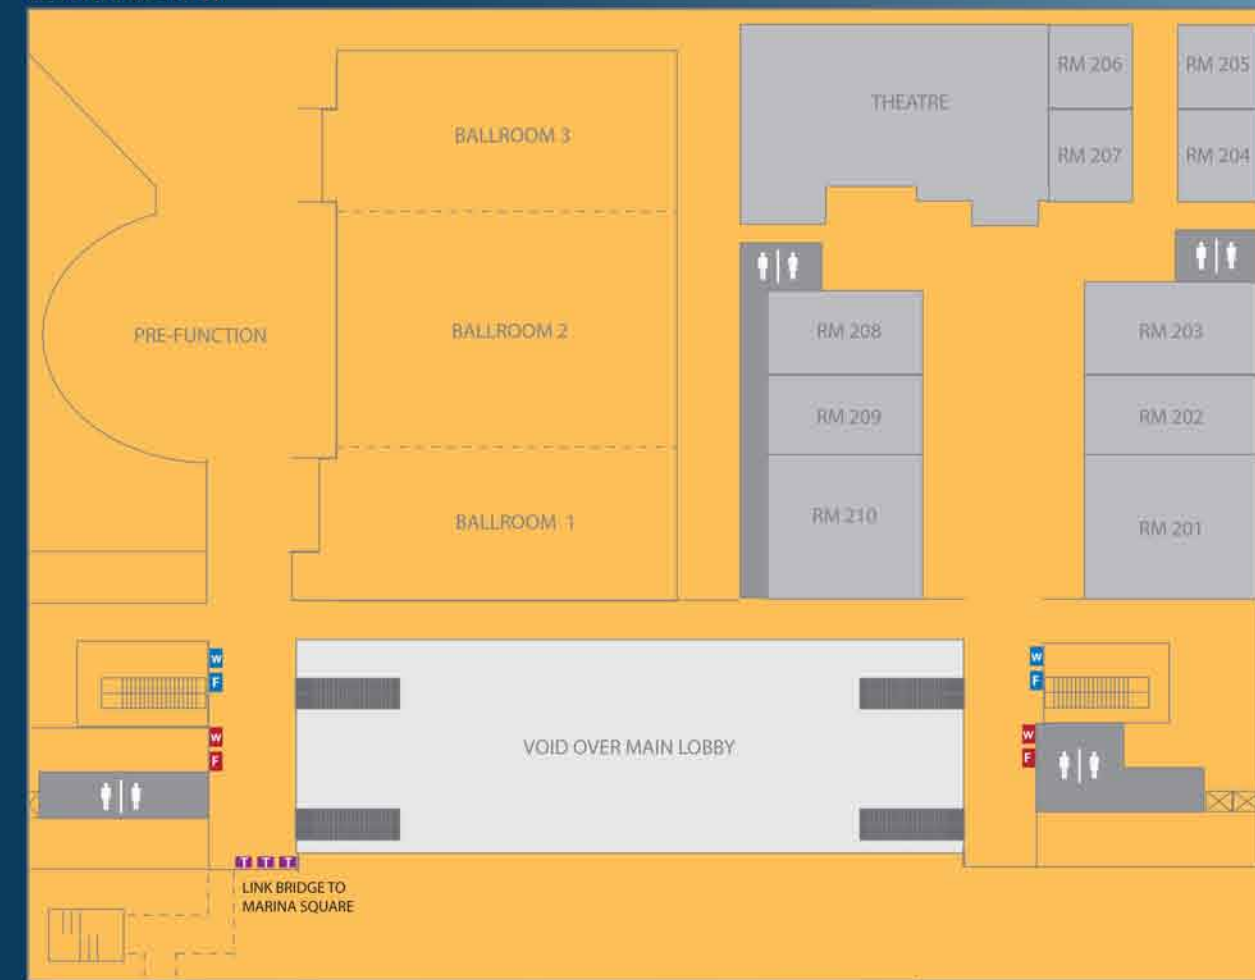 RM 206
RM 205
THEATRE
BALLROOM 3
RM 207
RM 204
PRE-FUNCTION
BALLROOM 2
RM 208
RM 203
RM 209
RM 202
BALLROOM 1
RM 210
RM 201
W
W
F
F
W
W
F
F
VOID OVER MAIN LOBBY
T T T
LINK BRIDGE TO
MARINA SQUARE